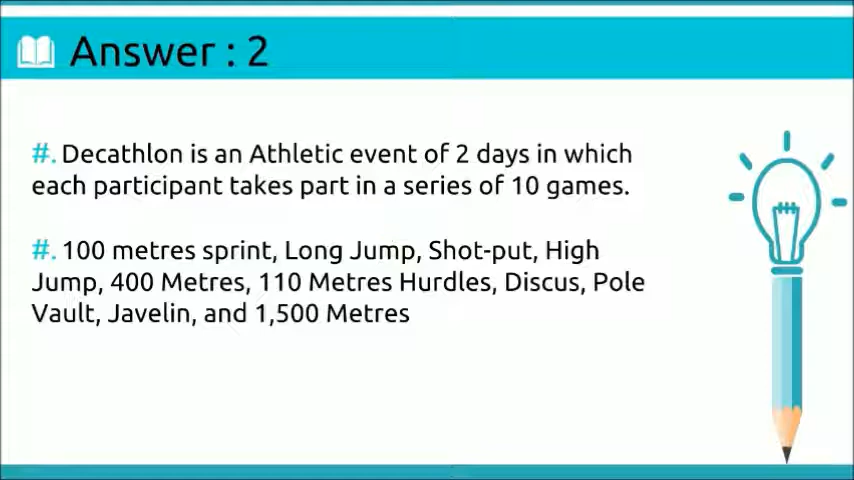 Answer : 2
#. Decathlon is an Athletic event of 2 days in which
each participant takes part in a series of 10 games.
#. 100 metres sprint, Long Jump, Shot-put, High
Jump, 400 Metres, 110 Metres Hurdles, Discus, Pole
Vault, Javelin, and 1,500 Metres